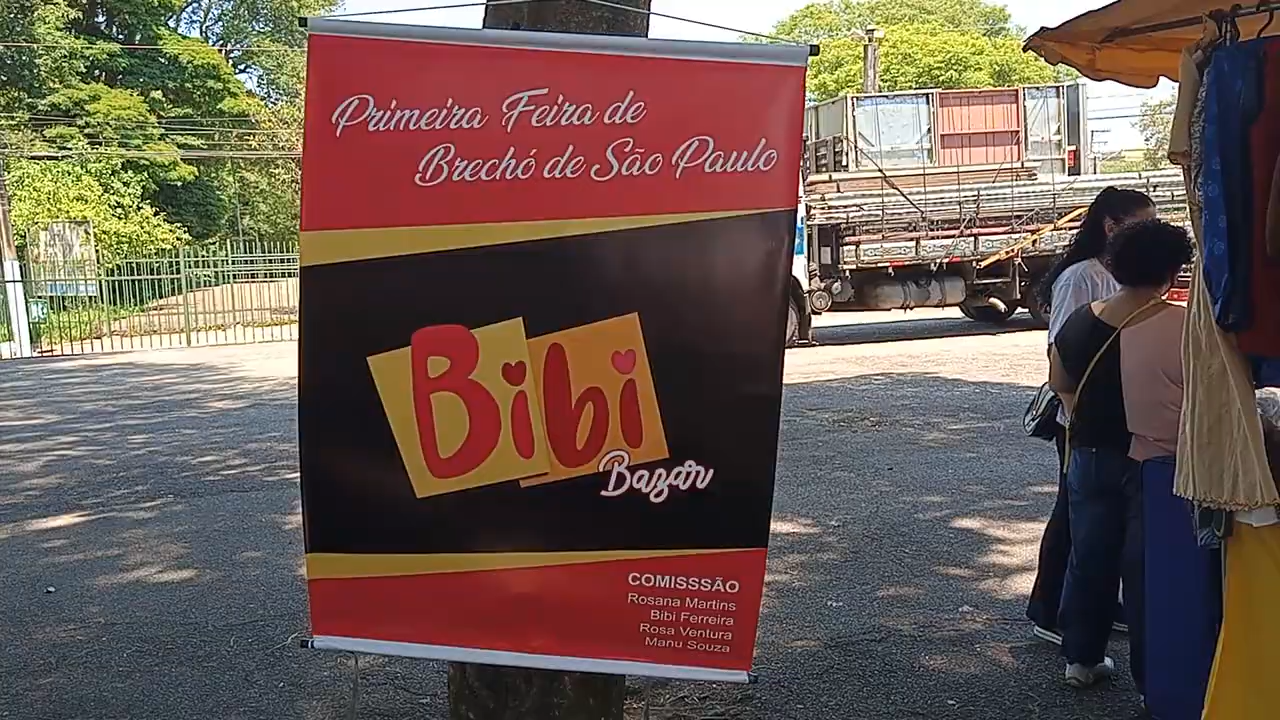 Primeira Feira de
Brechó de São Paulo
Bibi
Bazar
COMISSSÃO
Rosana Martins
Bibi Ferreira
Rosa Ventura
Manu Souza